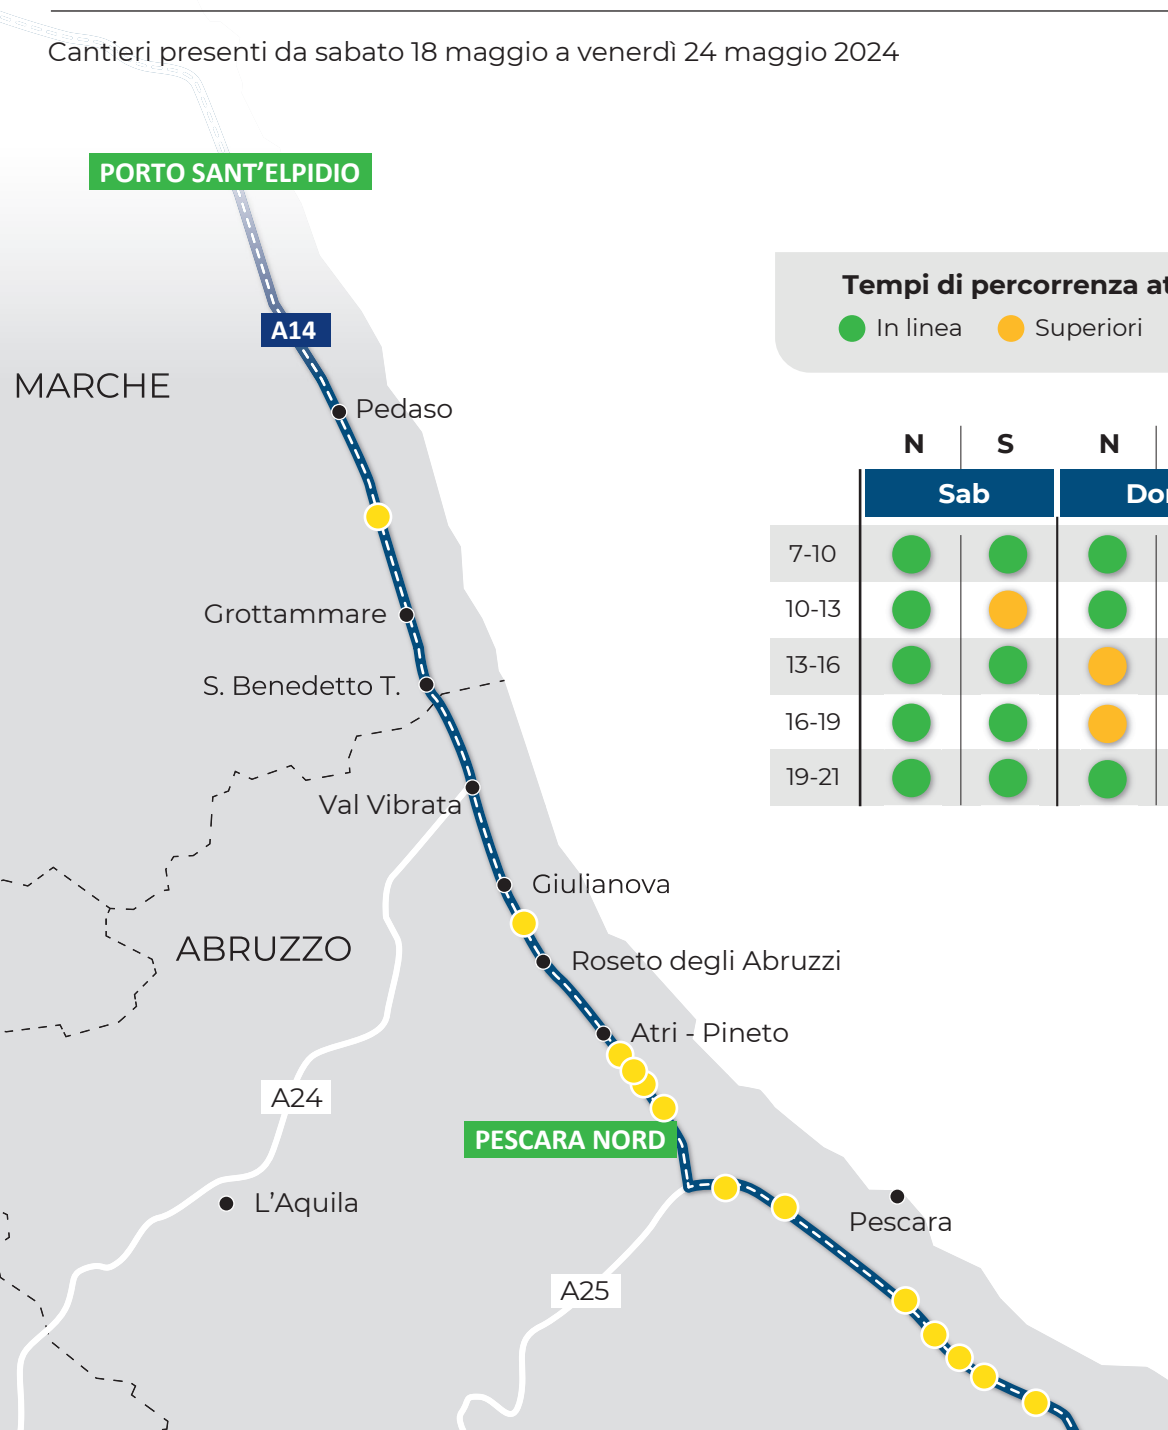 Cantieri presenti da sabato 18 maggio a venerdì 24 maggio 2024
PORTO SANT'ELPIDIO
A14
MARCHE
Pedaso
Grottammare
S. Benedetto T.
Val Vibrata
Giulianova
ABRUZZO
Roseto degli Abruzzi
Atri - Pineto
A24
PESCARA NORD
L'Aquila
Pescara
A25
Tempi di percorrenza
In linea Superiori
N S N
Sab
7-10
10-13
13-16
16-19
19-21